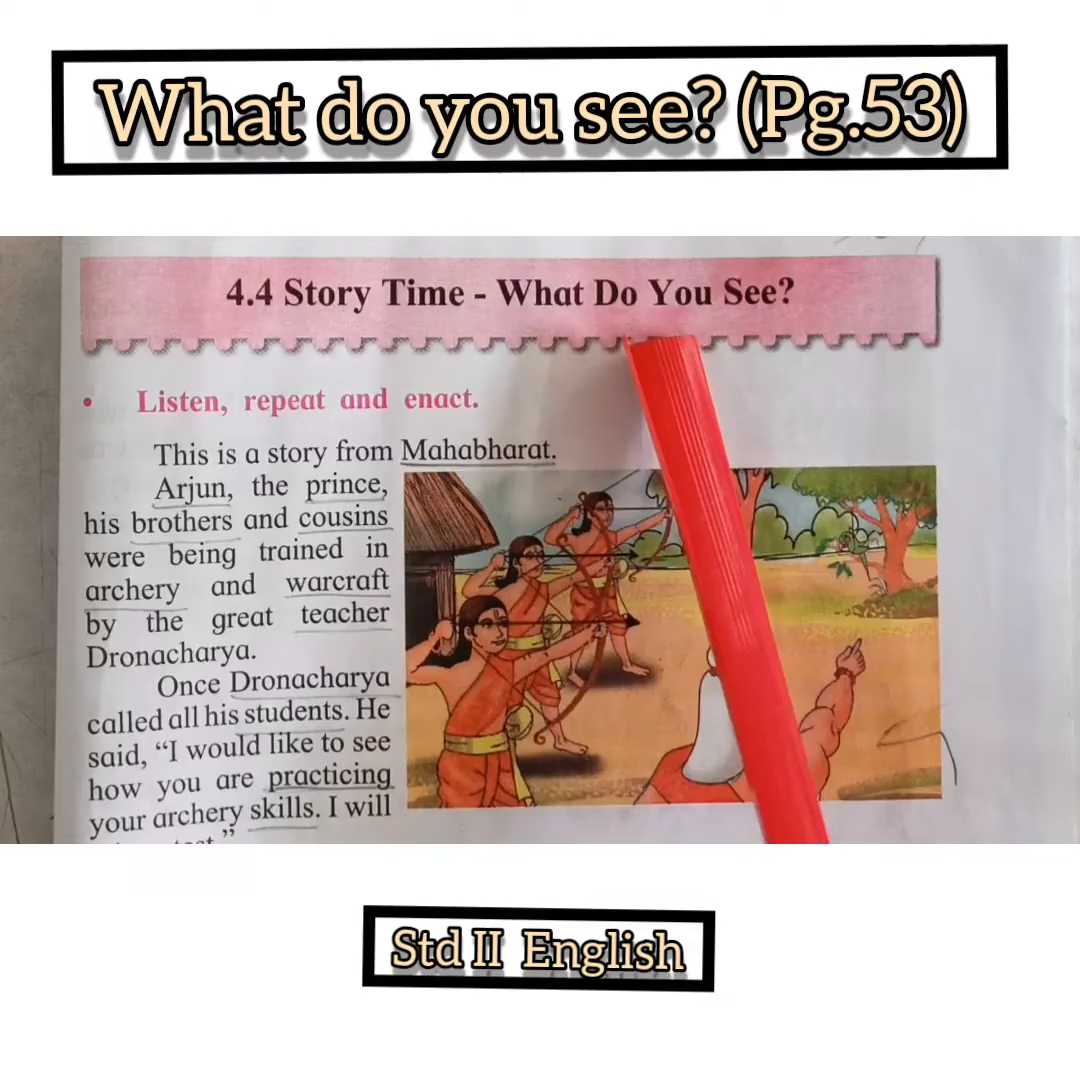 What do you see? (Pg.53)
4.4 Story Time - What Do You See?
• Listen, repeat and enact.
This is a story from Mahabharat.
Arjun, the prince,
his brothers and cousins
were being trained in
archery and warcraft
by the great teacher
Dronacharya.
Once Dronacharya
called all his students. He
said, “I would like to see
how you are practicing
your archery skills. I will
”
Std II English